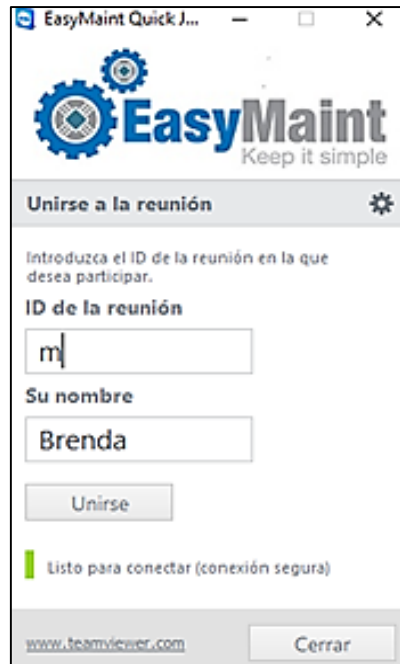 EasyMaint Quick J...
EasyMaint
Keep it simple
Unirse a la reunión
Introduzca el ID de la reunión en la que
desea participar.
ID de la reunión
m
Su nombre
Brenda
Unirse
Listo para conectar (conexión segura)
www.teamviewer.com
Cerrar